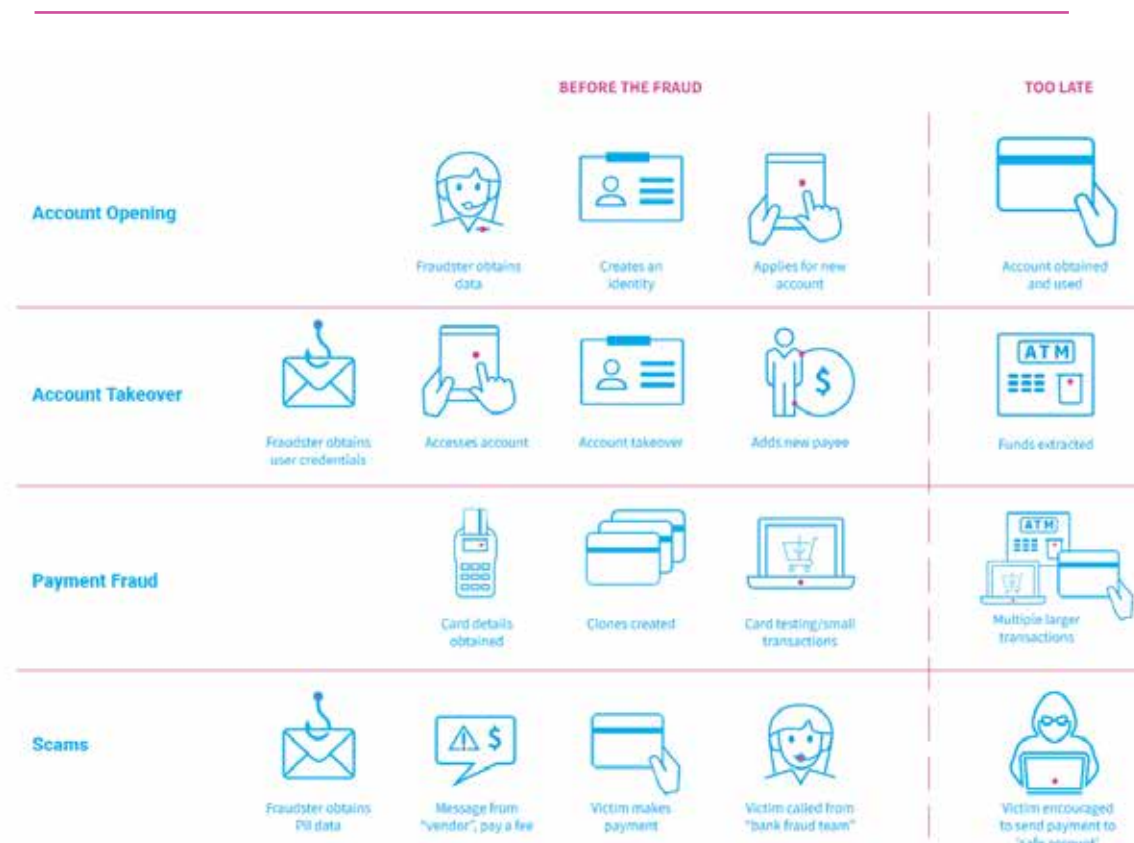 BEFORE THE FRAUD
TOO LATE
Account Opening
Fraudster obtains
data
Creates an
identity
Applies for new
account
Account obtained
and used
Account Takeover
Fraudster obtains
user credentials
Accesses account
Account takeover
Adds new payee
ATM
Funds extracted
Payment Fraud
Card details
obtained
Clones created
Card testing/small
transactions
ATM
Multiple larger
transactions
Scams
Fraudster obtains
PII data
Message from
"vendor", pay a fee
Victim makes
payment
Victim called from
"bank fraud team"
Victim encouraged
to send payment to